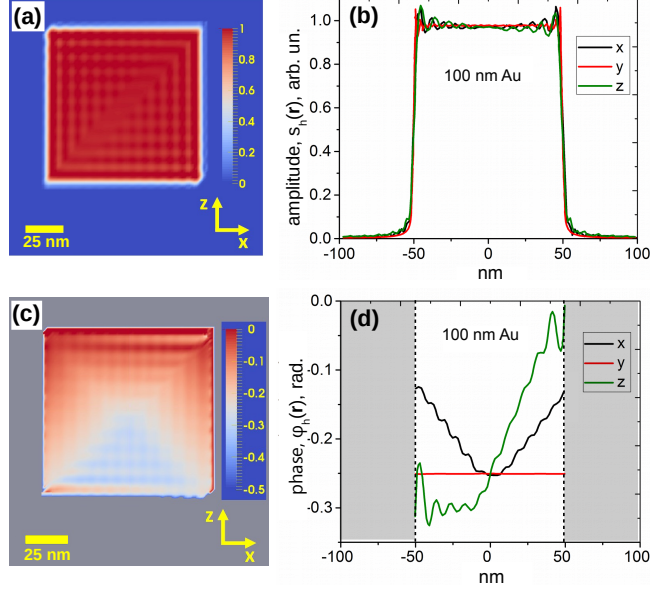 (a)
1
0.8
0.6
0.4
0.2
0
z
x
25 nm
(b)
amplitude, sₕ(r), arb. un.
1.0
0.8
0.6
0.4
0.2
0.0
100 nm Au
x
y
z
-100
-50
0
50
100
nm
(c)
0
-0.1
-0.2
-0.3
-0.4
-0.5
z
x
25 nm
(d)
phase, φₕ(r), rad.
0.0
-0.1
-0.2
-0.3
100 nm Au
x
y
z
-100
-50
0
50
100
nm